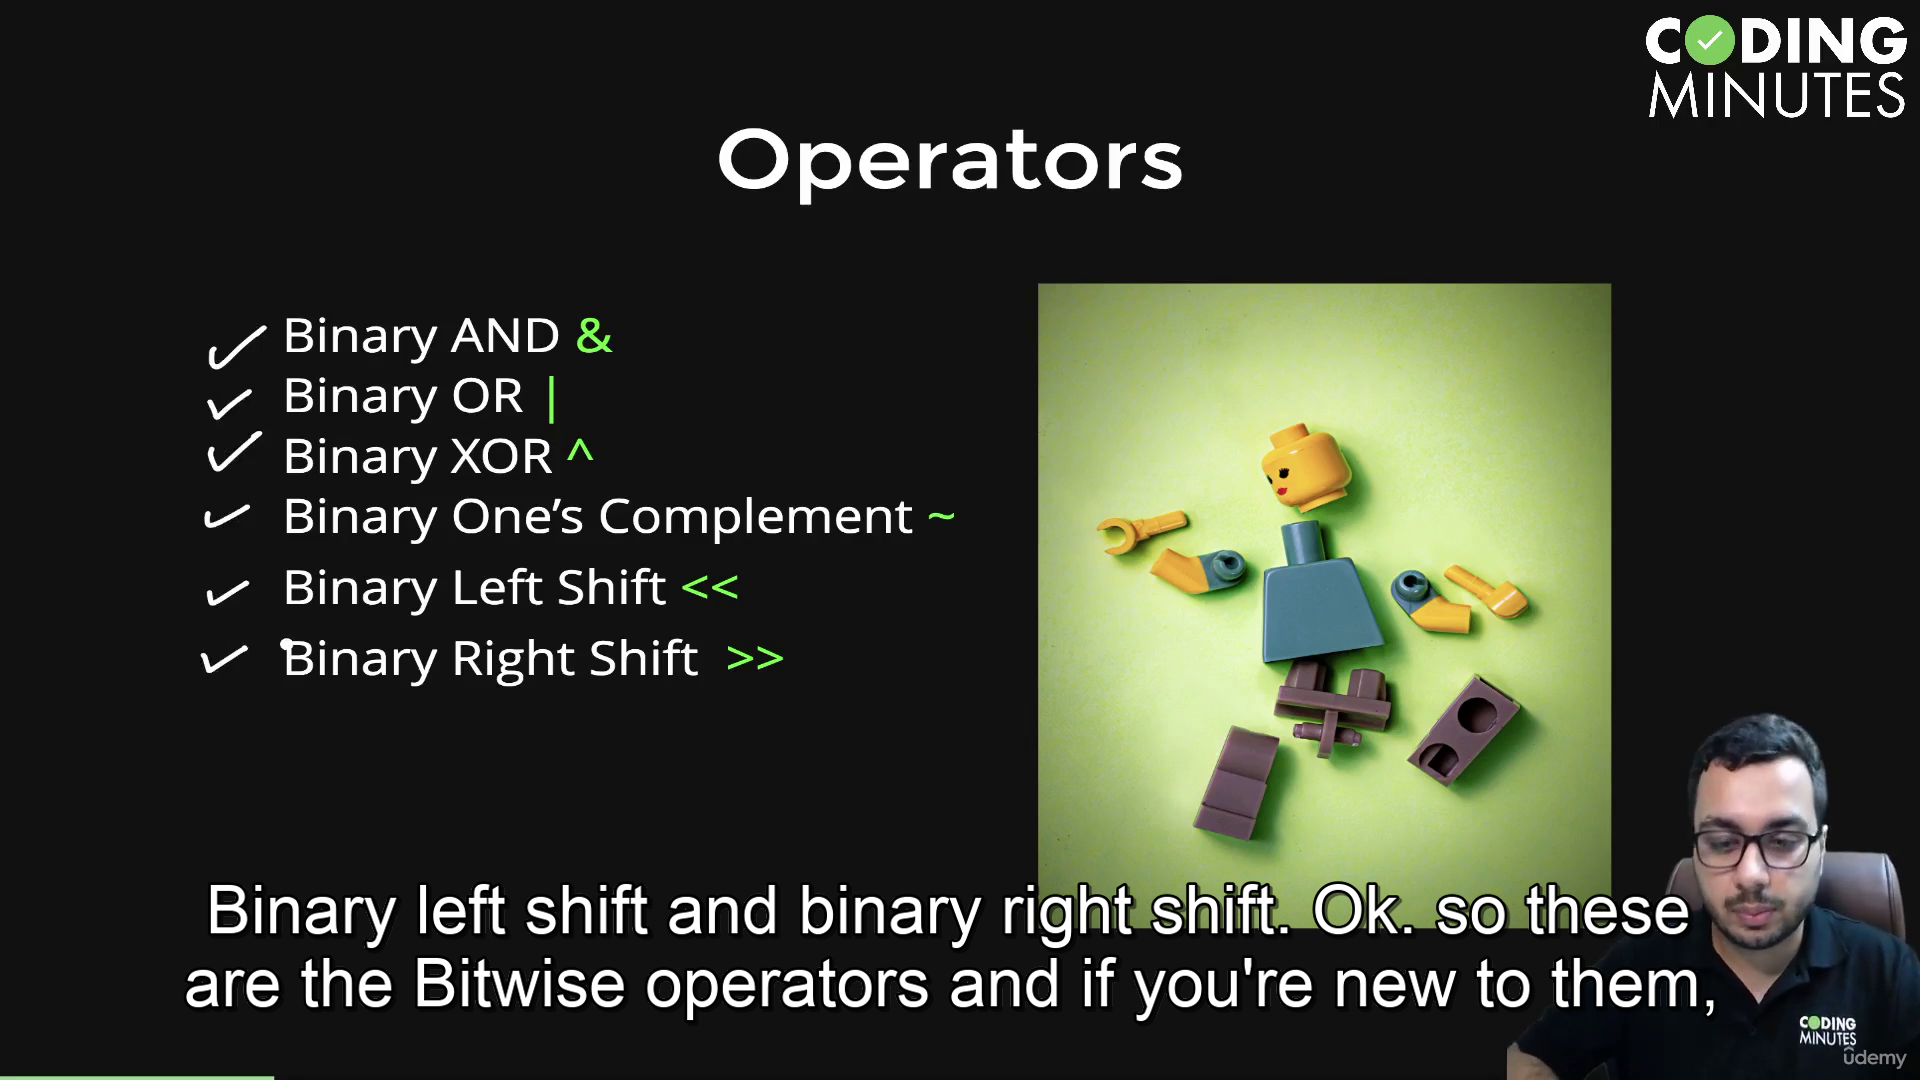 CODING
MINUTES
Operators
Binary AND &
Binary OR |
Binary XOR ^
Binary One’s Complement ~
Binary Left Shift <<
Binary Right Shift >>
Binary left shift and binary right shift. Ok. so these
are the Bitwise operators and if you're new to them,
CODING
MINUTES
ûdemy